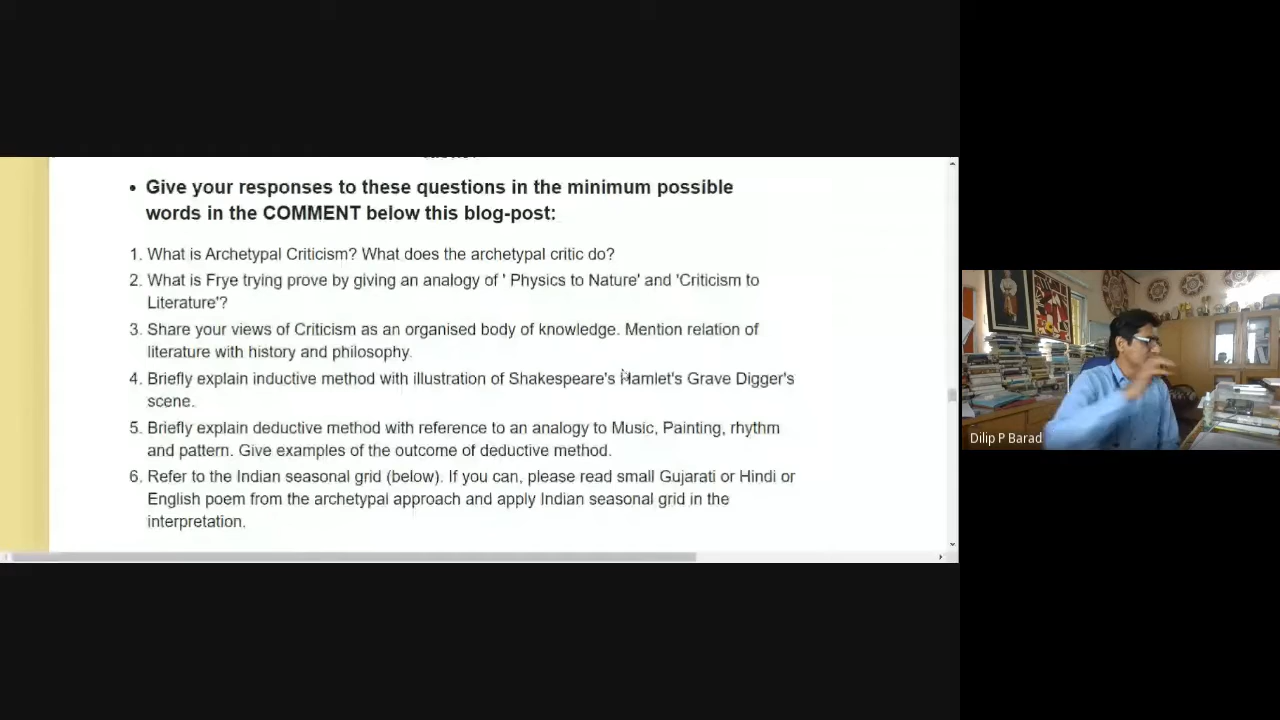 • Give your responses to these questions in the minimum possible
words in the COMMENT below this blog-post:
1. What is Archetypal Criticism? What does the archetypal critic do?
2. What is Frye trying prove by giving an analogy of ' Physics to Nature' and 'Criticism to
Literature'?
3. Share your views of Criticism as an organised body of knowledge. Mention relation of
literature with history and philosophy.
4. Briefly explain inductive method with illustration of Shakespeare's Hamlet's Grave Digger's
scene.
5. Briefly explain deductive method with reference to an analogy to Music, Painting, rhythm
and pattern. Give examples of the outcome of deductive method.
6. Refer to the Indian seasonal grid (below). If you can, please read small Gujarati or Hindi or
English poem from the archetypal approach and apply Indian seasonal grid in the
interpretation.
Dilip P Barad